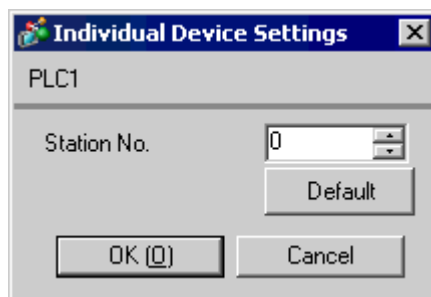 Individual Device Settings
PLC1
Station No. 0
Default
OK (O) Cancel